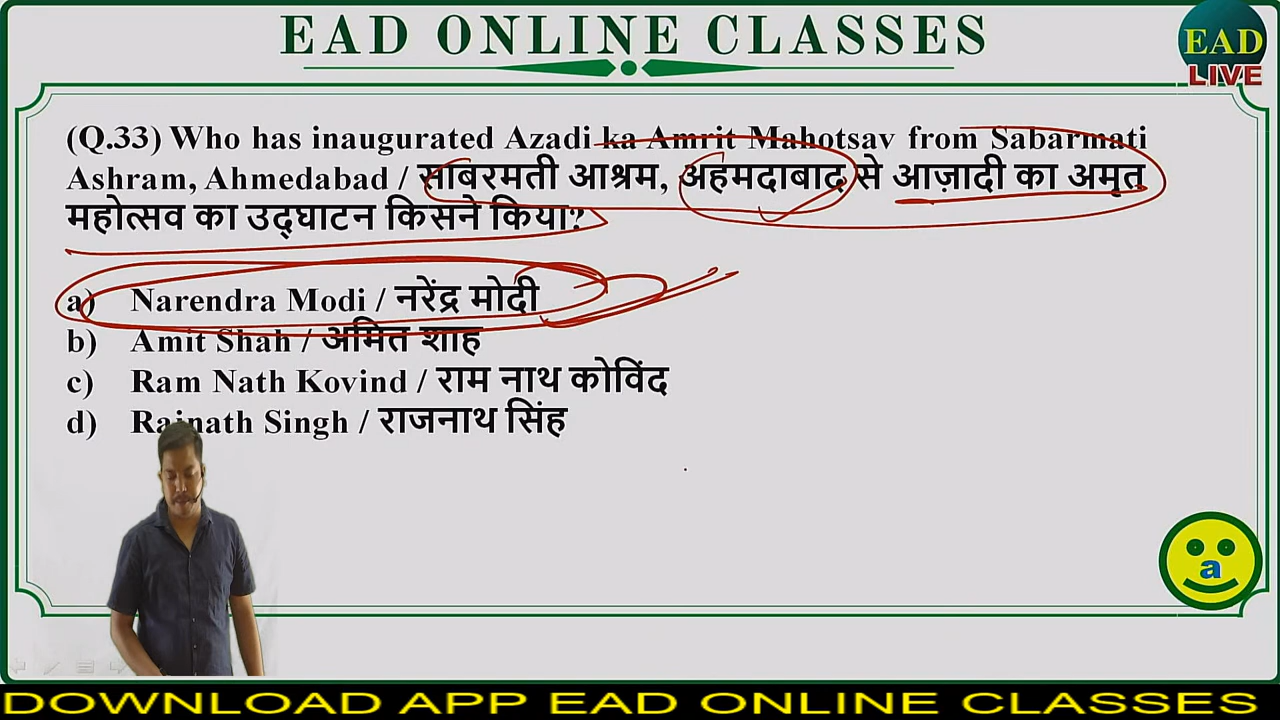 EAD ONLINE CLASSES
EAD
LIVE
(Q.33) Who has inaugurated Azadi ka Amrit Mahotsav from Sabarmati
Ashram, Ahmedabad / साबरमती आश्रम, अहमदाबाद से आज़ादी का अमृत
महोत्सव का उद्घाटन किसने किया?
a) Narendra Modi / नरेंद्र मोदी
b) Amit Shah / अमित शाह
c) Ram Nath Kovind / राम नाथ कोविंद
d) Rajnath Singh / राजनाथ सिंह
a
DOWNLOAD APP EAD ONLINE CLASSES